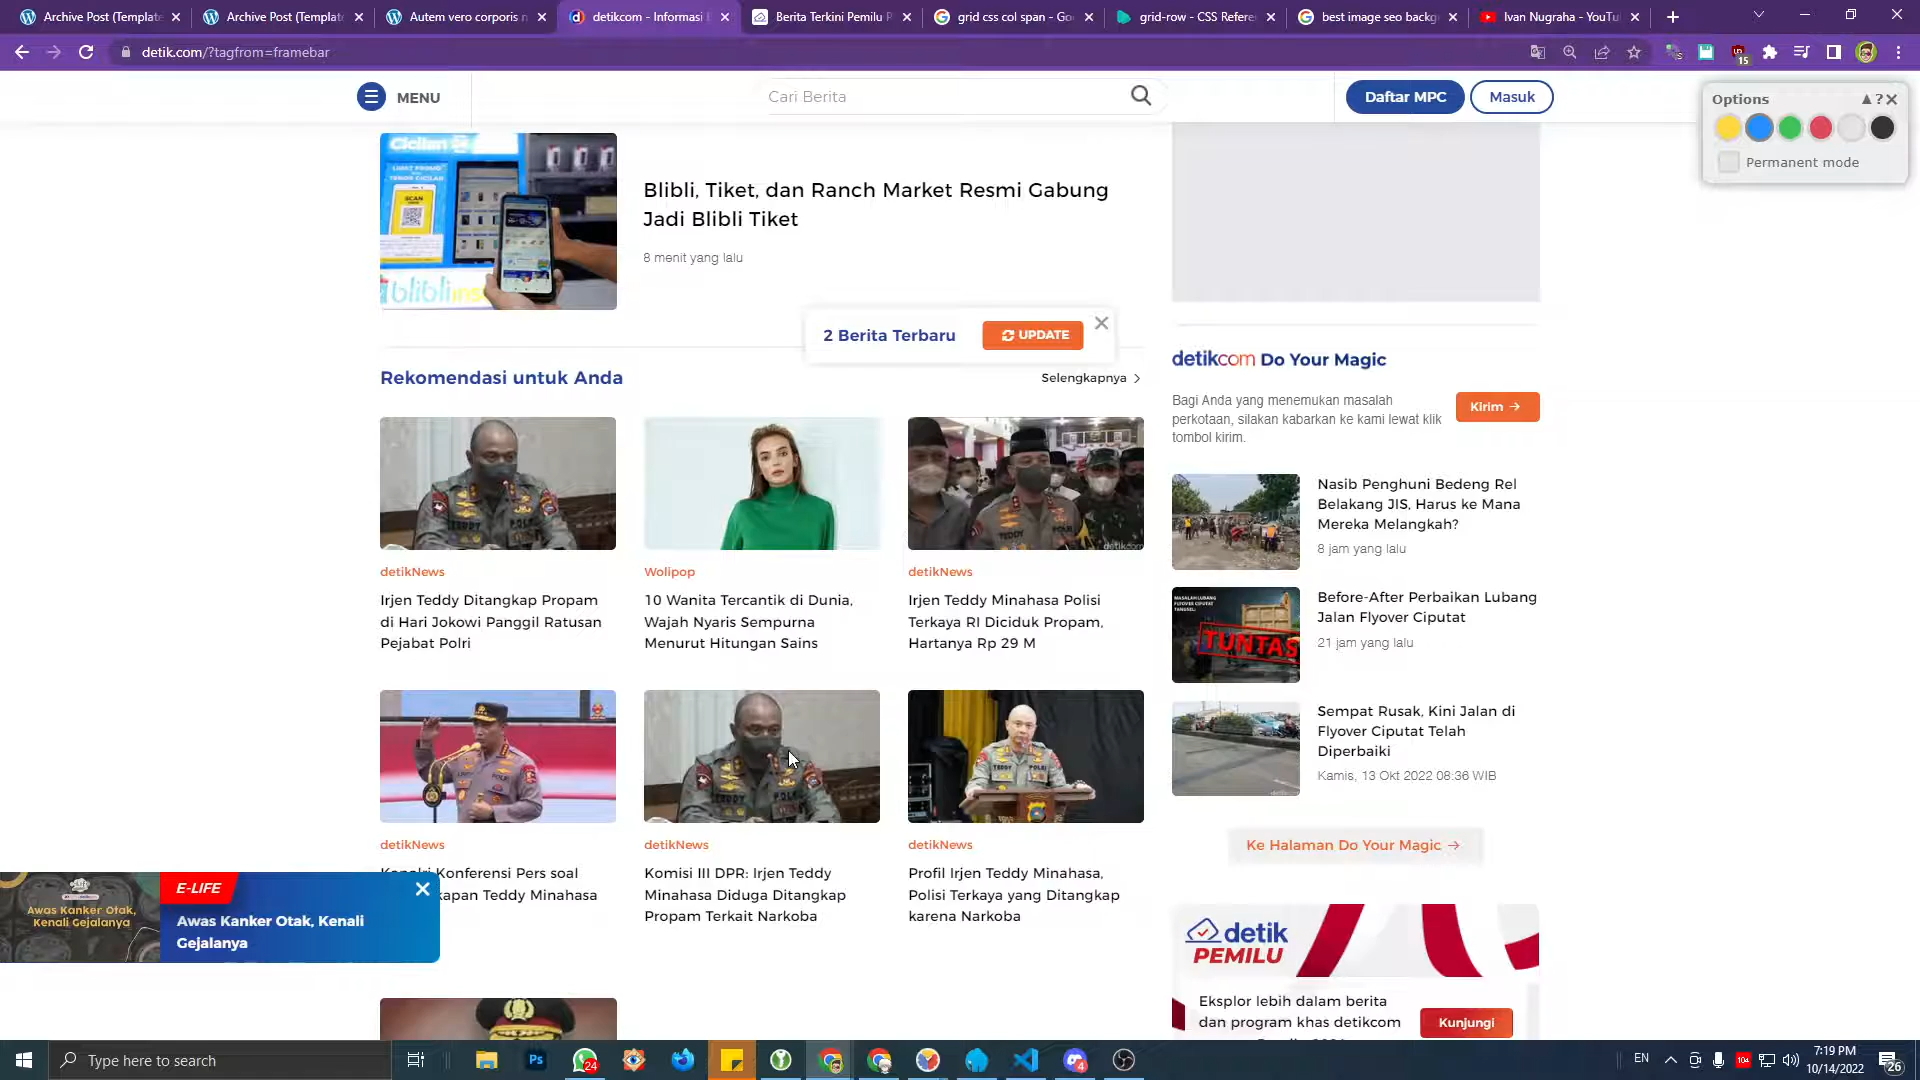 Archive Post (Templat
Archive Post (Templat
Autem vero corporis n
detikcom - Informasi
Berita Terkini Pemilu P
grid css col span - Go
grid-row - CSS Refere
best image seo backg
Ivan Nugraha - YouTu
detik.com/?tagfrom=framebar
15
MENU
Cari Berita
Daftar MPC
Masuk
Options
▲?
Permanent mode
Cicilan
SCAN
blibli
Blibli, Tiket, dan Ranch Market Resmi Gabung
Jadi Blibli Tiket
8 menit yang lalu
2 Berita Terbaru
UPDATE
Rekomendasi untuk Anda
Selengkapnya
detikNews
Irjen Teddy Ditangkap Propam
di Hari Jokowi Panggil Ratusan
Pejabat Polri
Wolipop
10 Wanita Tercantik di Dunia,
Wajah Nyaris Sempurna
Menurut Hitungan Sains
detikcom
detikNews
Irjen Teddy Minahasa Polisi
Terkaya RI Diciduk Propam,
Hartanya Rp 29 M
detikNews
Konferensi Pers soal
kapan Teddy Minahasa
detikNews
Komisi III DPR: Irjen Teddy
Minahasa Diduga Ditangkap
Propam Terkait Narkoba
detikNews
Profil Irjen Teddy Minahasa,
Polisi Terkaya yang Ditangkap
karena Narkoba
detikcom Do Your Magic
Bagi Anda yang menemukan masalah
perkotaan, silakan kabarkan ke kami lewat klik
tombol kirim.
Kirim →
Nasib Penghuni Bedeng Rel
Belakang JIS, Harus ke Mana
Mereka Melangkah?
8 jam yang lalu
TUNTAS
Before-After Perbaikan Lubang
Jalan Flyover Ciputat
21 jam yang lalu
Sempat Rusak, Kini Jalan di
Flyover Ciputat Telah
Diperbaiki
Kamis, 13 Okt 2022 08:36 WIB
Ke Halaman Do Your Magic →
detik
PEMILU
Eksplor lebih dalam berita
dan program khas detikcom
Kunjungi
Awas Kanker Otak,
Kenali Gejalanya
E-LIFE
Awas Kanker Otak, Kenali
Gejalanya
Type here to search
Ps
24
4
EN
104
7:19 PM
10/14/2022
26